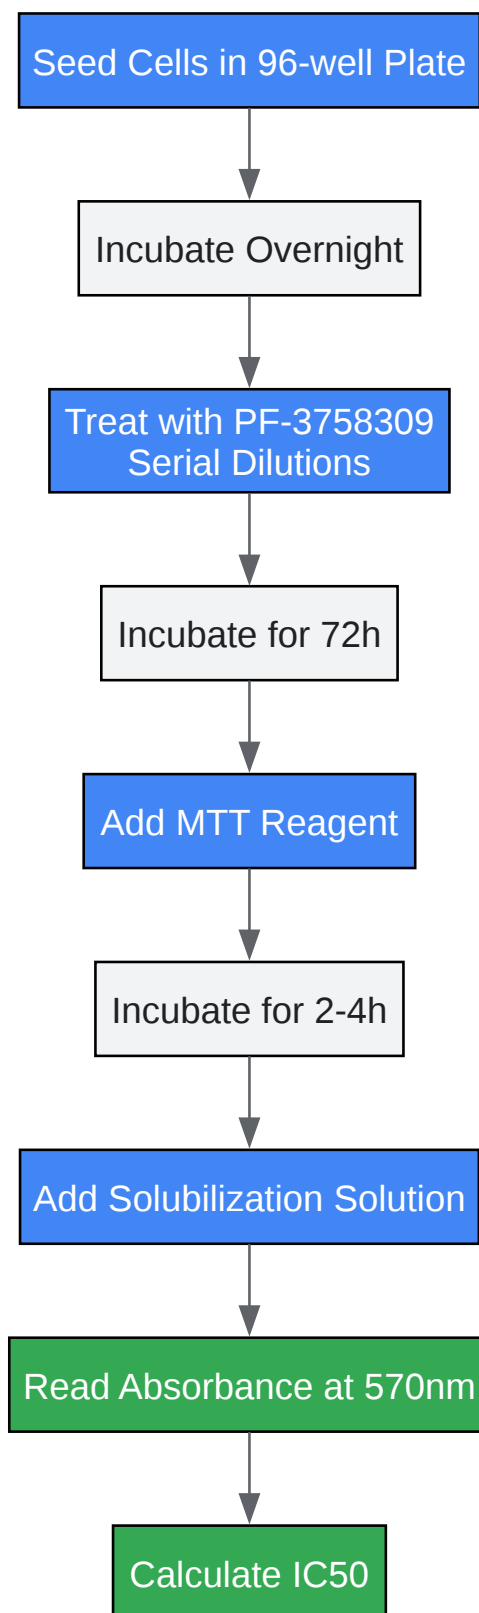 Seed Cells in 96-well Plate
Incubate Overnight
Treat with PF-3758309
Serial Dilutions
Incubate for 72h
Add MTT Reagent
Incubate for 2-4h
Add Solubilization Solution
Read Absorbance at 570nm
Calculate IC50